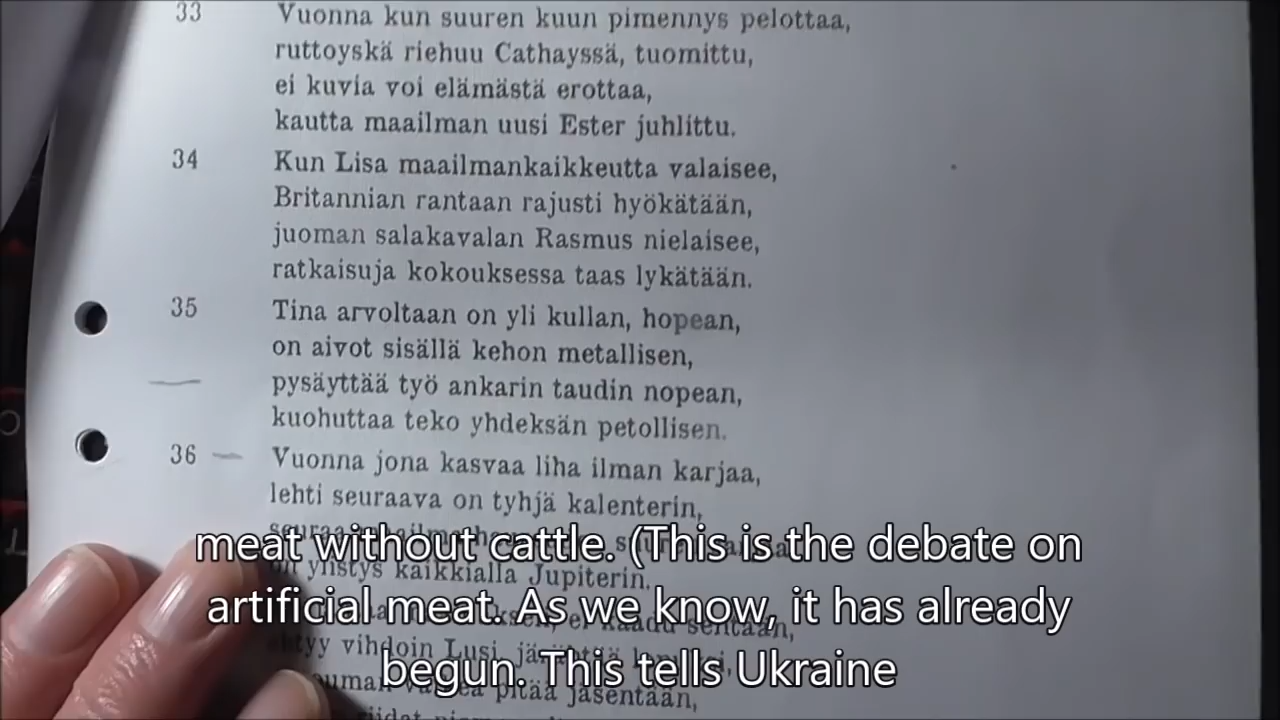 33 Vuonna kun suuren kuun pimennys pelottaa,
ruttoyskä riehuu Cathayssä, tuomittu,
ei kuvia voi elämästä erottaa,
kautta maailman uusi Ester juhlittu.
34 Kun Lisa maailmankaikkeutta valaisee,
Britannian rantaan rajusti hyökätään,
juoman salakavalan Rasmus nielaisee,
ratkaisuja kokouksessa taas lykätään.
35 Tina arvoltaan on yli kullan, hopean,
on aivot sisällä kehon metallisen,
pysäyttää työ ankarin taudin nopean,
kuohuttaa teko yhdeksän petollisen.
36 Vuonna jona kasvaa liha ilman karjaa,
lehti seuraava on tyhjä kalenterin,
meat without cattle. (This is the debate on
yhtys kaikkialla Jupiterin.
artificial meat. As we know, it has already
sentään,
vihdoin Lusi,
begun. This tells Ukraine
pitää jäsentään,